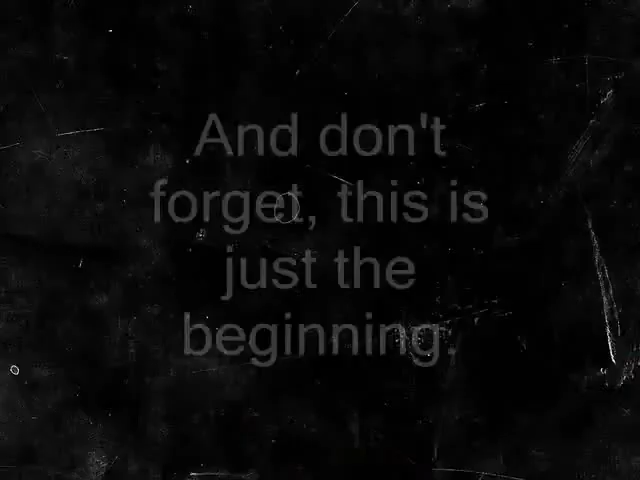 And don't
forget, this is
just the
beginning.